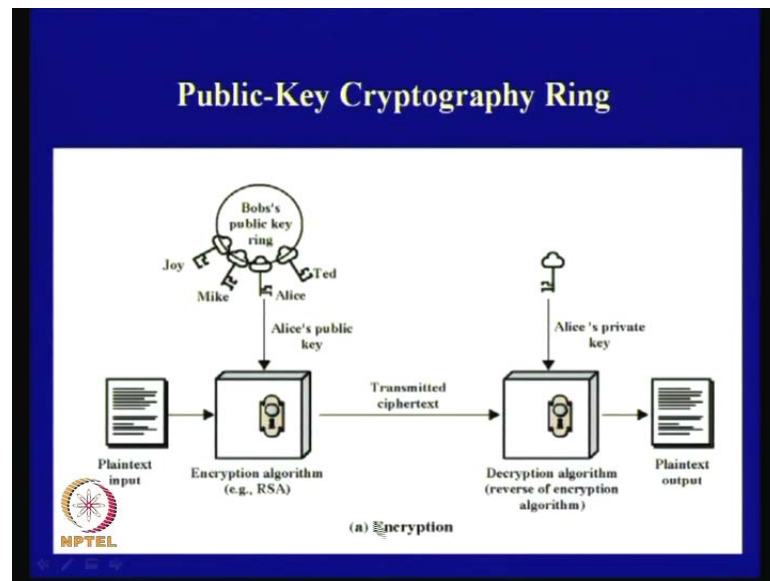 Public-Key Cryptography Ring
Bobs's
public key
ring
Joy
Mike
Alice
Ted
Alice's public
key
Alice 's private
key
Transmitted
ciphertext
Plaintext
input
Encryption algorithm
(e.g., RSA)
Decryption algorithm
(reverse of encryption
algorithm)
Plaintext
output
(a) Encryption
NPTEL